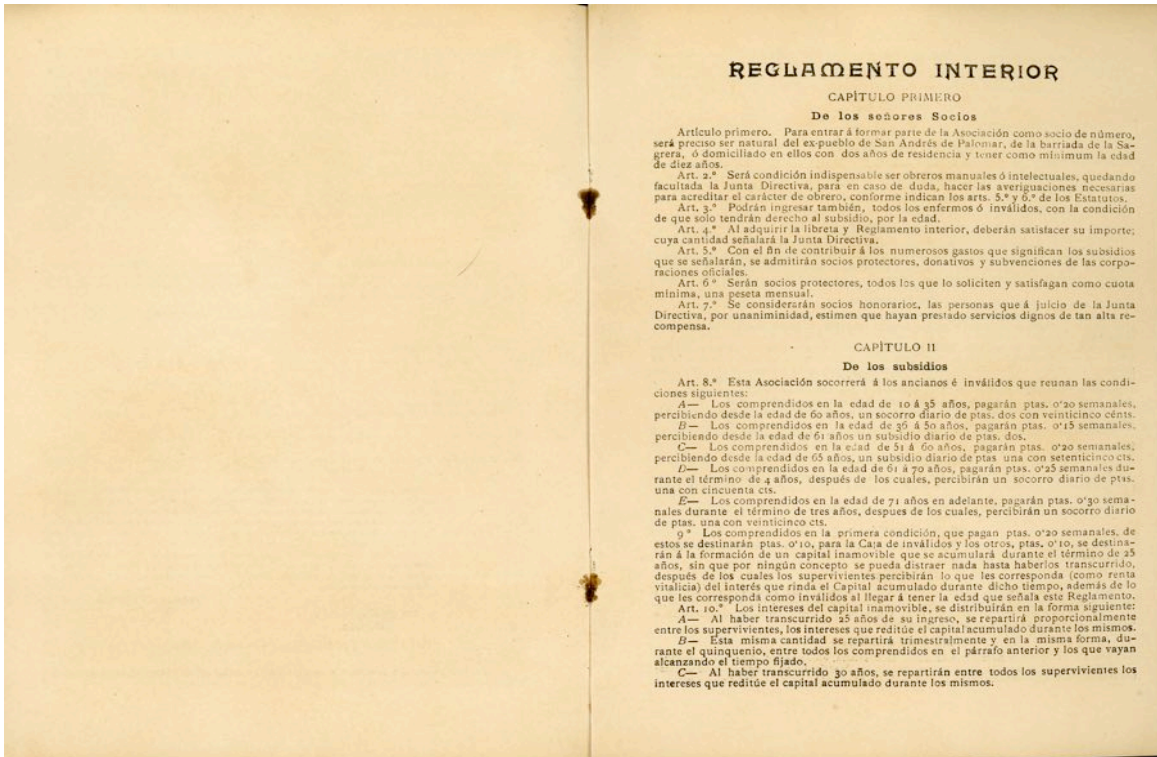 REGLAMENTO INTERIOR
CAPÍTULO PRIMERO
De los señores Socios
Artículo primero. Para entrar á formar parte de la Asociación como socio de número,
será preciso ser natural del ex-pueblo de San Andrés de Palomar, de la barriada de la Sa-
grera, ó domiciliado en ellos con dos años de residencia y tener como mínimum la edad
de diez años.
Art. 2.º Será condición indispensable ser obreros manuales ó intelectuales, quedando
facultada la Junta Directiva, para en caso de duda, hacer las averiguaciones necesarias
para acreditar el carácter de obrero, conforme indican los arts. 5.º y 6.º de los Estatutos.
Art. 3.º Podrán ingresar también, todos los enfermos ó inválidos, con la condición
de que solo tendrán derecho al subsidio, por la edad.
Art. 4.º Al adquirir la libreta y Reglamento interior, deberán satisfacer su importe;
cuya cantidad señalará la Junta Directiva.
Art. 5.º Con el fin de contribuir á los numerosos gastos que significan los subsidios
que se señalarán, se admitirán socios protectores, donativos y subvenciones de las corpo-
raciones oficiales.
Art. 6º Serán socios protectores, todos los que lo soliciten y satisfagan como cuota
mínima, una peseta mensual.
Art. 7.º Se considerarán socios honorarios, las personas que á juicio de la Junta
Directiva, por unaniminidad, estimen que hayan prestado servicios dignos de tan alta re-
compensa.
CAPÍTULO II
De los subsidios
Art. 8.º Esta Asociación socorrerá á los ancianos é inválidos que reunan las condi-
ciones siguientes:
A— Los comprendidos en la edad de 10 á 35 años, pagarán ptas. 0'20 semanales,
percibiendo desde la edad de 60 años, un socorro diario de ptas. dos con veinticinco cénts.
B— Los comprendidos en la edad de 36 á 50 años, pagarán ptas. 0'15 semanales,
percibiendo desde la edad de 61 años un subsidio diario de ptas. dos.
C— Los comprendidos en la edad de 51 á 60 años, pagarán ptas. 0'20 semanales,
percibiendo desde la edad de 65 años, un subsidio diario de ptas una con setenticinco cts.
D— Los comprendidos en la edad de 61 á 70 años, pagarán ptas. 0'25 semanales du-
rante el término de 4 años, después de los cuales, percibirán un socorro diario de ptas.
una con cincuenta cts.
E— Los comprendidos en la edad de 71 años en adelante, pagarán ptas. 0'30 sema-
nales durante el término de tres años, despues de los cuales, percibirán un socorro diario
de ptas. una con veinticinco cts.
9º Los comprendidos en la primera condición, que pagan ptas. 0'20 semanales, de
estos se destinarán ptas. 0'10, para la Caja de inválidos y los otros, ptas. 0'10, se destina-
rán á la formación de un capital inamovible que se acumulará durante el término de 25
años, sin que por ningún concepto se pueda distraer nada hasta haberlos transcurrido,
después de los cuales los supervivientes percibirán lo que les corresponda (como renta
vitalicia) del interés que rinda el Capital acumulado durante dicho tiempo, además de lo
que les corresponda como inválidos al llegar á tener la edad que señala este Reglamento.
Art. 10.º Los intereses del capital inamovible, se distribuirán en la forma siguiente:
A— Al haber transcurrido 25 años de su ingreso, se repartirá proporcionalmente
entre los supervivientes, los intereses que reditúe el capital acumulado durante los mismos.
B— Esta misma cantidad se repartirá trimestralmente y en la misma forma, du-
rante el quinquenio, entre todos los comprendidos en el párrafo anterior y los que vayan
alcanzando el tiempo fijado.
C— Al haber transcurrido 30 años, se repartirán entre todos los supervivientes los
intereses que reditúe el capital acumulado durante los mismos.